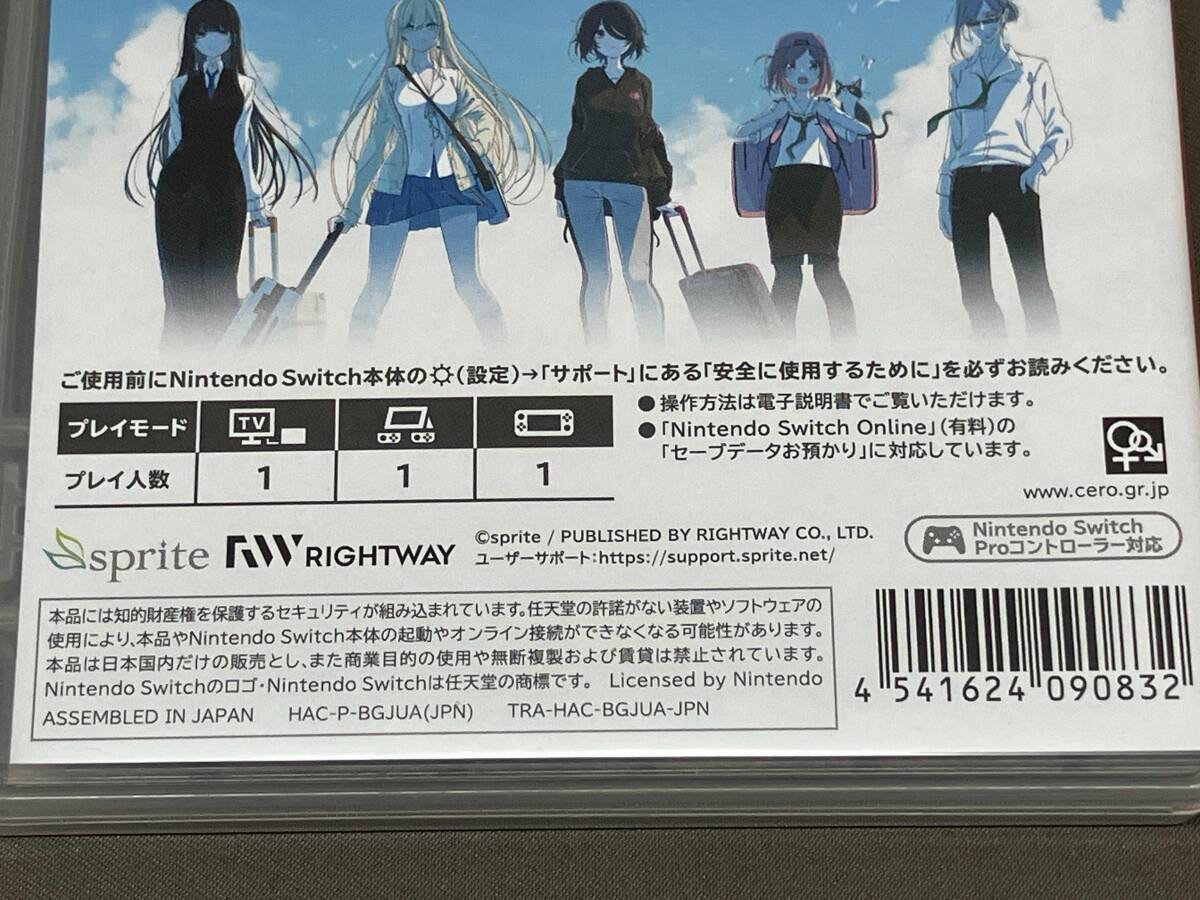 ご使用前にNintendo Switch本体の(設定)→「サポート」にある「安全に使用するために」を必ずお読みください。
プレイモード TV
プレイ人数 1 1 1
●操作方法は電子説明書でご覧いただけます。
●「Nintendo Switch Online」(有料)の
「セーブデータお預かり」に対応しています。
www.cero.gr.jp
sprite RW RIGHTWAY
©sprite / PUBLISHED BY RIGHTWAY CO., LTD.
ユーザーサポート:https://support.sprite.net/
Nintendo Switch
Proコントローラー対応
本品には知的財産権を保護するセキュリティが組み込まれています。任天堂の許諾がない装置やソフトウェアの
使用により、本品やNintendo Switch本体の起動やオンライン接続ができなくなる可能性があります。
本品は日本国内だけの販売とし、また商業目的の使用や無断複製および賃貸は禁止されています。
Nintendo Switchのロゴ・Nintendo Switchは任天堂の商標です。 Licensed by Nintendo
ASSEMBLED IN JAPAN HAC-P-BGJUA(JPN) TRA-HAC-BGJUA-JPN
4 541624 090832